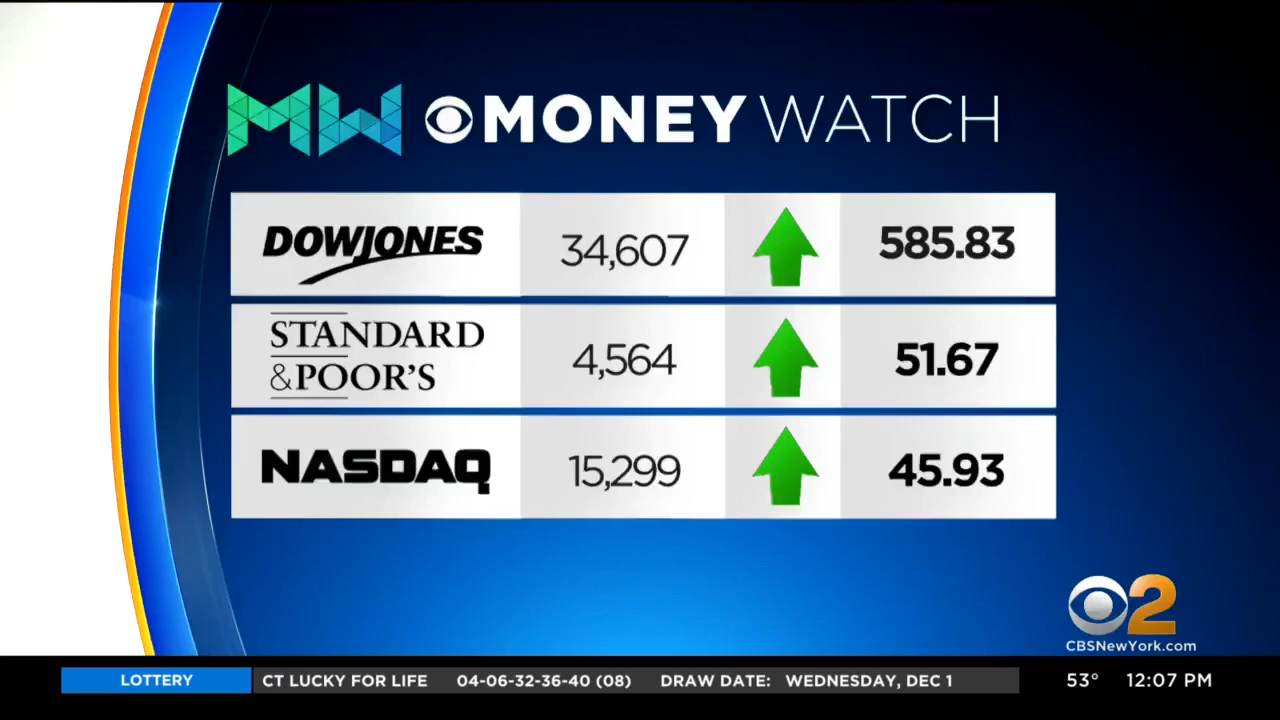 MW MONEYWATCH
DOWJONES 34,607 585.83
STANDARD
&POOR'S 4,564 51.67
NASDAQ 15,299 45.93
2
CBSNewYork.com
LOTTERY CT LUCKY FOR LIFE 04-06-32-36-40 (08) DRAW DATE: WEDNESDAY, DEC 1 53° 12:07 PM